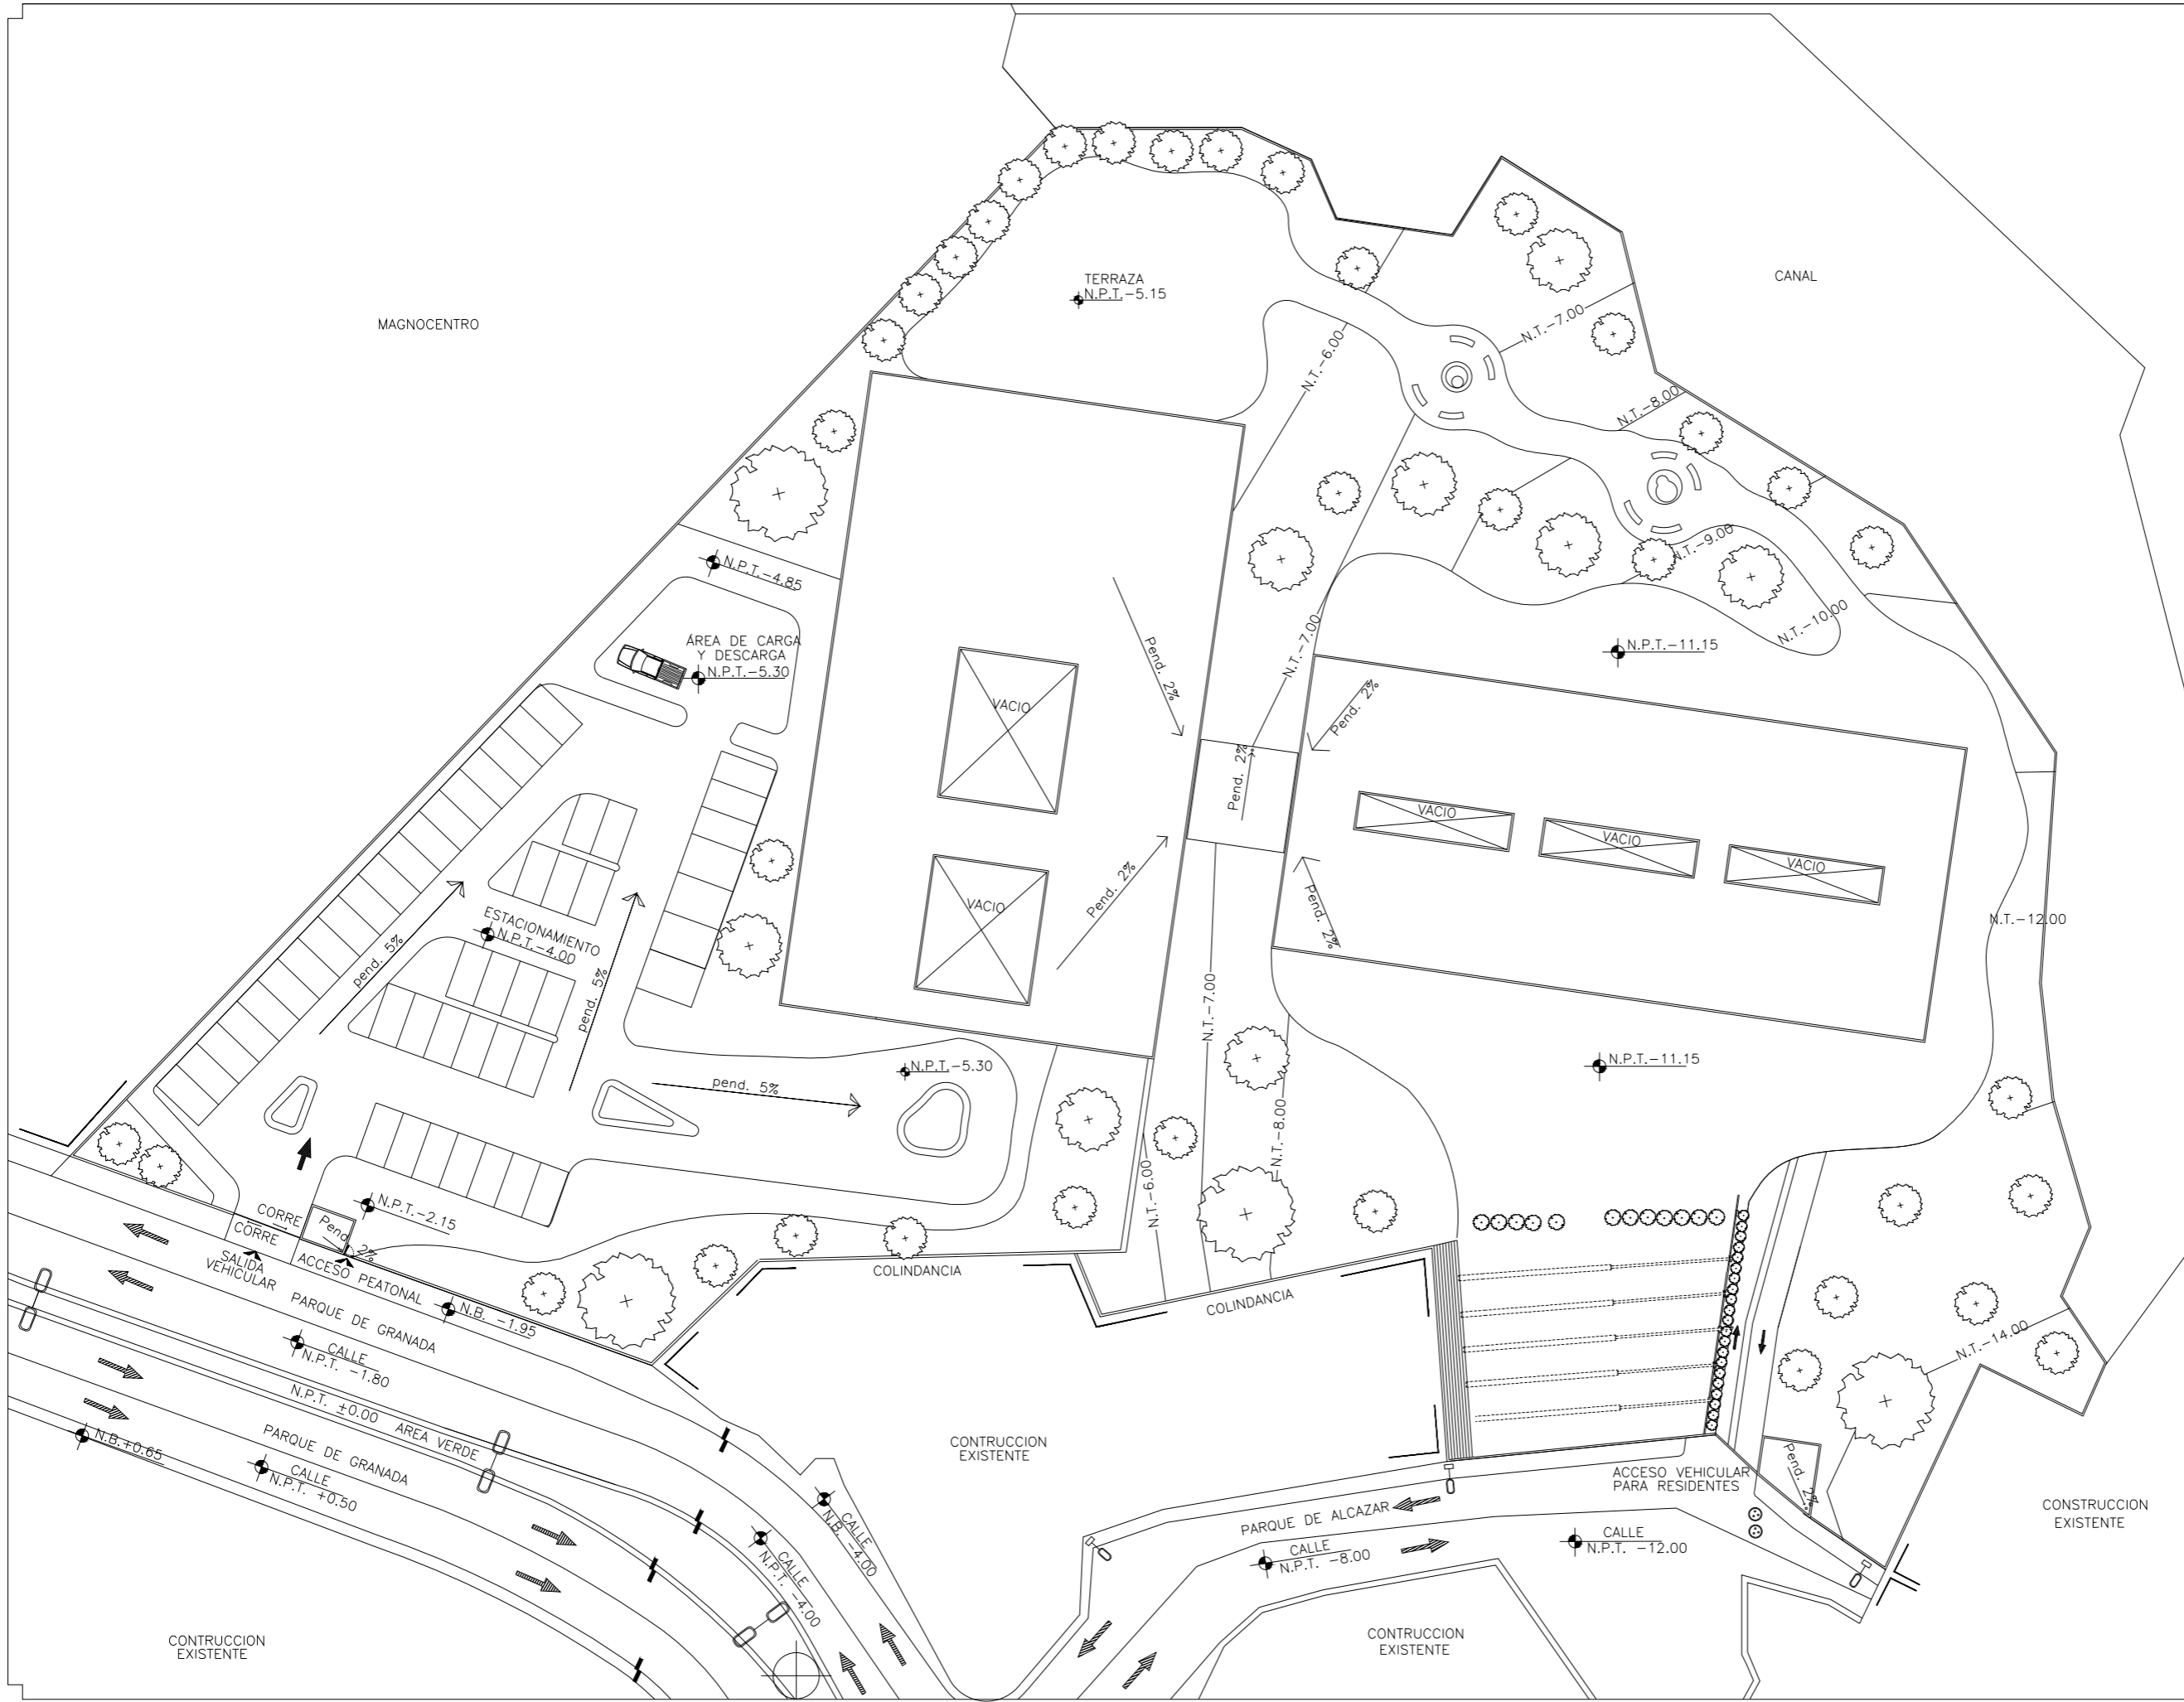 CANAL
TERRAZA
N.P.T.-5.15
MAGNOCENTRO
N.T.-7.00
N.T.-6.00
N.T.-8.00
N.T.-9.00
N.P.T.-4.85
N.T.-10.00
ÁREA DE CARGA
Y DESCARGA
N.P.T.-5.30
Pend. 2%
N.T.-7.00
N.P.T.-11.15
VACIO
Pend. 2%
Pend. 2%
VACIO
VACIO
VACIO
Pend. 2%
VACIO
Pend. 2%
ESTACIONAMIENTO
N.P.T.-4.00
pend. 5%
pend. 5%
N.T.-12.00
N.T.-7.00
N.P.T.-5.30
pend. 5%
N.P.T.-11.15
N.T.-8.00
N.T.-6.00
N.P.T.-2.15
CORRE
CORRE
Pend. 2%
SALIDA
VEHICULAR
ACCESO PEATONAL
N.B. -1.95
COLINDANCIA
COLINDANCIA
PARQUE DE GRANADA
CALLE
N.P.T. -1.80
N.T.-14.00
N.P.T. ±0.00
AREA VERDE
PARQUE DE GRANADA
N.B.+0.65
CALLE
N.P.T. +0.50
CONTRUCCION
EXISTENTE
ACCESO VEHICULAR
PARA RESIDENTES
Pend. 2%
CALLE
N.B. -4.00
CALLE
N.P.T. -4.00
PARQUE DE ALCAZAR
CALLE
N.P.T. -8.00
CALLE
N.P.T. -12.00
CONSTRUCCION
EXISTENTE
CONTRUCCION
EXISTENTE
CONTRUCCION
EXISTENTE